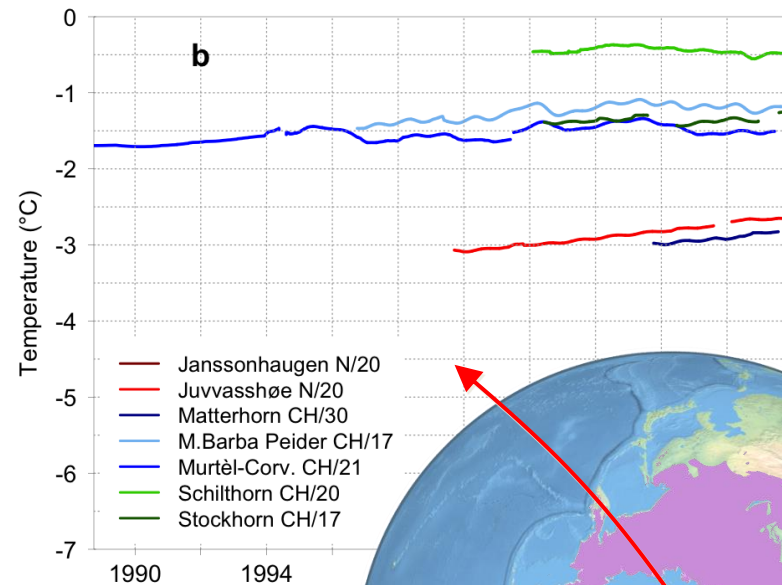 b
0
-1
-2
-3
-4
-5
-6
-7
Temperature (°C)
Janssonhaugen N/20
Juvvasshøe N/20
Matterhorn CH/30
M.Barba Peider CH/17
Murtèl-Corv. CH/21
Schilthorn CH/20
Stockhorn CH/17
1990 1994